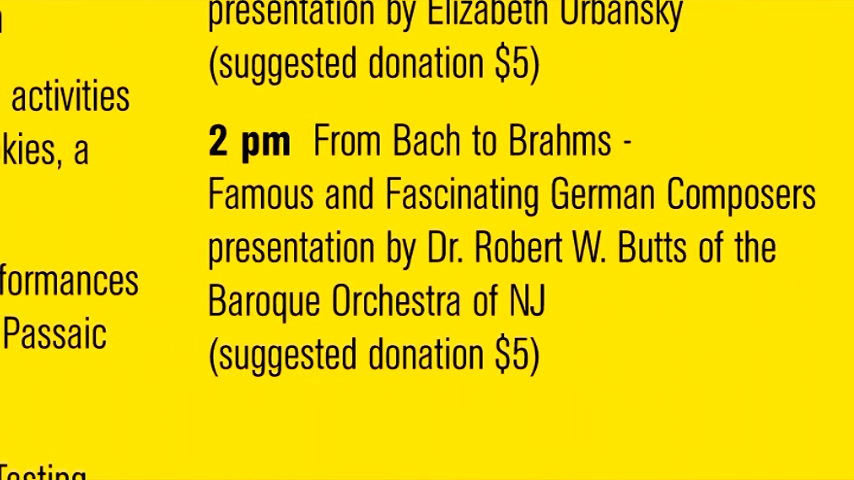 activities
kies, a
formances
Passaic
Testing
presentation by Elizabeth Urbansky
(suggested donation $5)
2 pm From Bach to Brahms -
Famous and Fascinating German Composers
presentation by Dr. Robert W. Butts of the
Baroque Orchestra of NJ
(suggested donation $5)